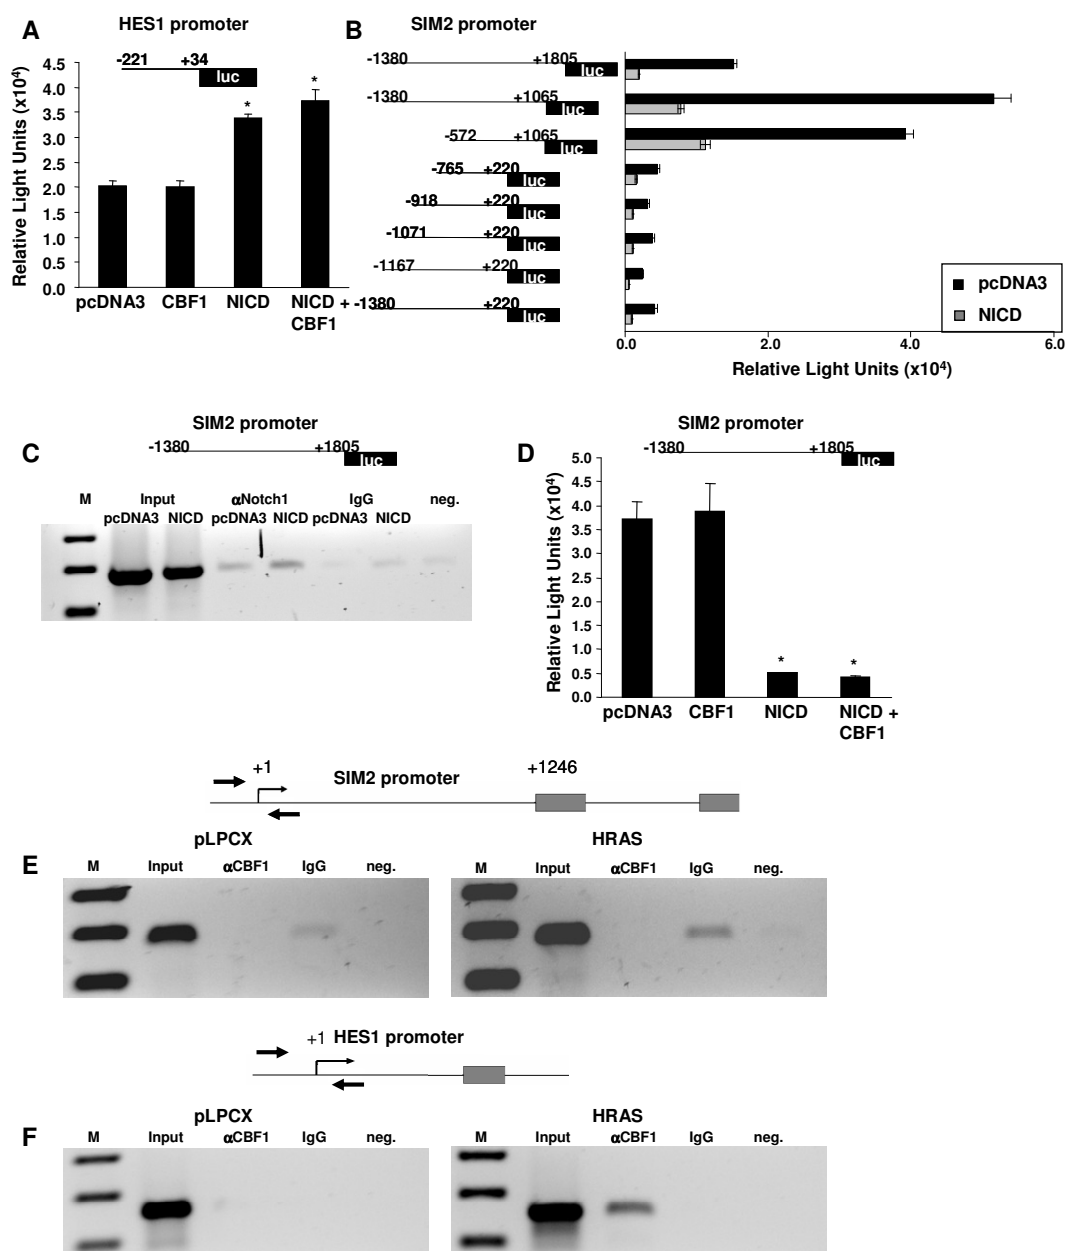 A
HES1 promoter
-221 +34
luc
Relative Light Units (x10⁴)
4.5
4.0
3.5
3.0
2.5
2.0
1.5
1.0
0.5
0.0
* *
pcDNA3 CBF1 NICD NICD +
CBF1
B
SIM2 promoter
-1380 +1805
luc
-1380 +1065
luc
-572 +1065
luc
-765 +220
luc
-918 +220
luc
-1071 +220
luc
-1167 +220
luc
-1380 +220
luc
pcDNA3
NICD
0.0 2.0 4.0 6.0
Relative Light Units (x10⁴)
C
SIM2 promoter
-1380 +1805
luc
M Input αNotch1 IgG neg.
pcDNA3 NICD pcDNA3 NICD pcDNA3 NICD
D
SIM2 promoter
-1380 +1805
luc
Relative Light Units (x10⁴)
5.0
4.5
4.0
3.5
3.0
2.5
2.0
1.5
1.0
0.5
0.0
* *
pcDNA3 CBF1 NICD NICD +
CBF1
+1 SIM2 promoter +1246
pLPCX HRAS
E
M Input αCBF1 IgG neg.
M Input αCBF1 IgG neg.
+1 HES1 promoter
pLPCX HRAS
F
M Input αCBF1 IgG neg.
M Input αCBF1 IgG neg.